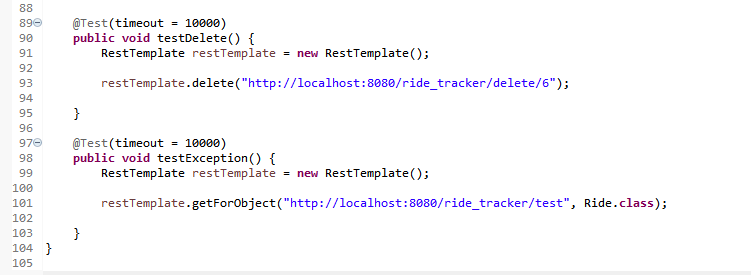 88
89 @Test(timeout = 10000)
90 public void testDelete() {
91 RestTemplate restTemplate = new RestTemplate();
92
93 restTemplate.delete("http://localhost:8080/ride_tracker/delete/6");
94
95 }
96
97 @Test(timeout = 10000)
98 public void testException() {
99 RestTemplate restTemplate = new RestTemplate();
100
101 restTemplate.getForObject("http://localhost:8080/ride_tracker/test", Ride.class);
102
103 }
104 }
105